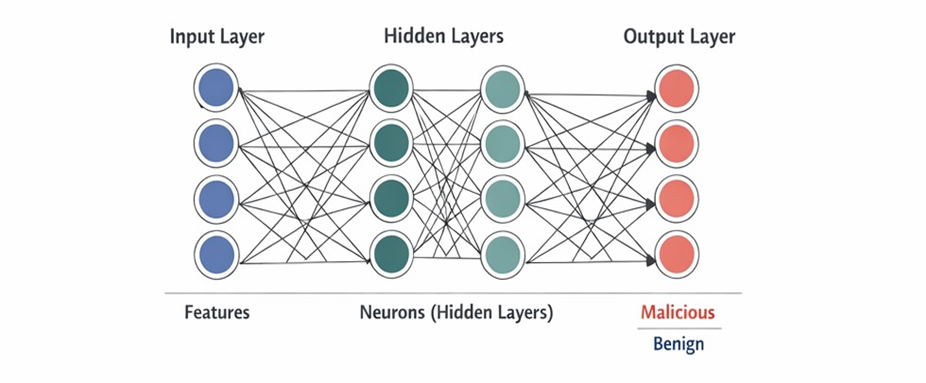 Input Layer
Hidden Layers
Output Layer
Features
Neurons (Hidden Layers)
Malicious
Benign